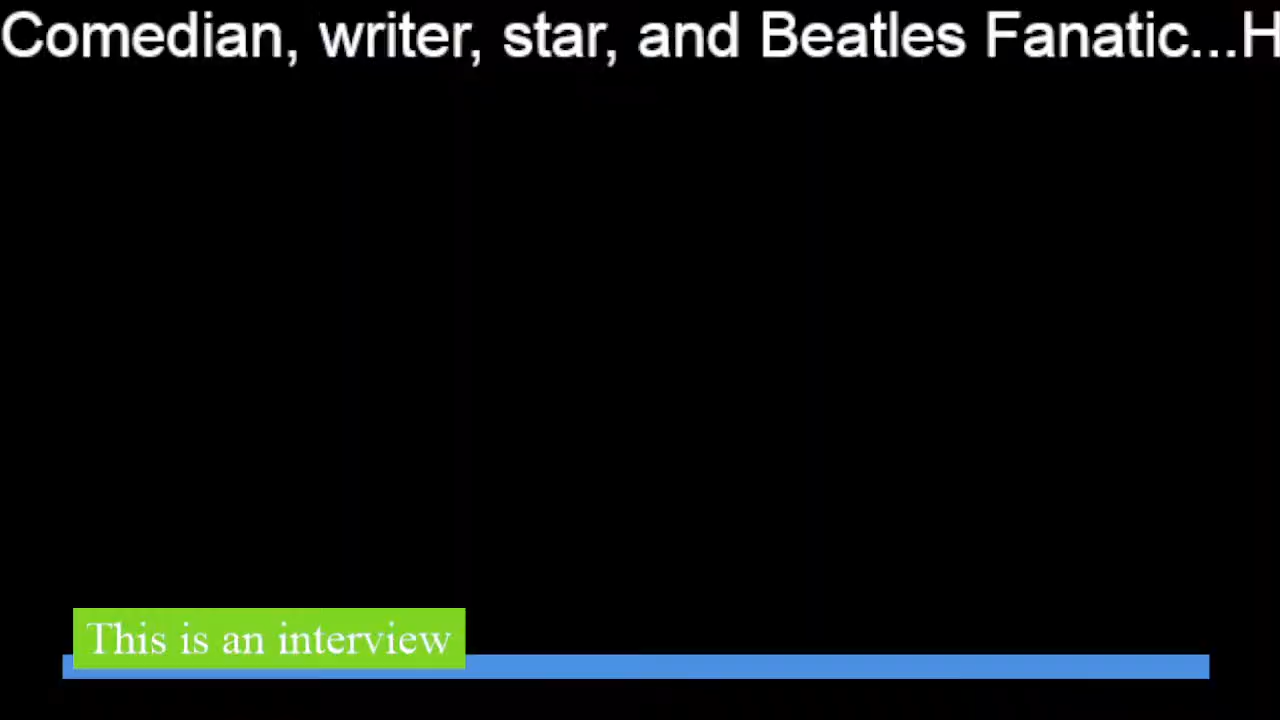 Comedian, writer, star, and Beatles Fanatic...H
This is an interview